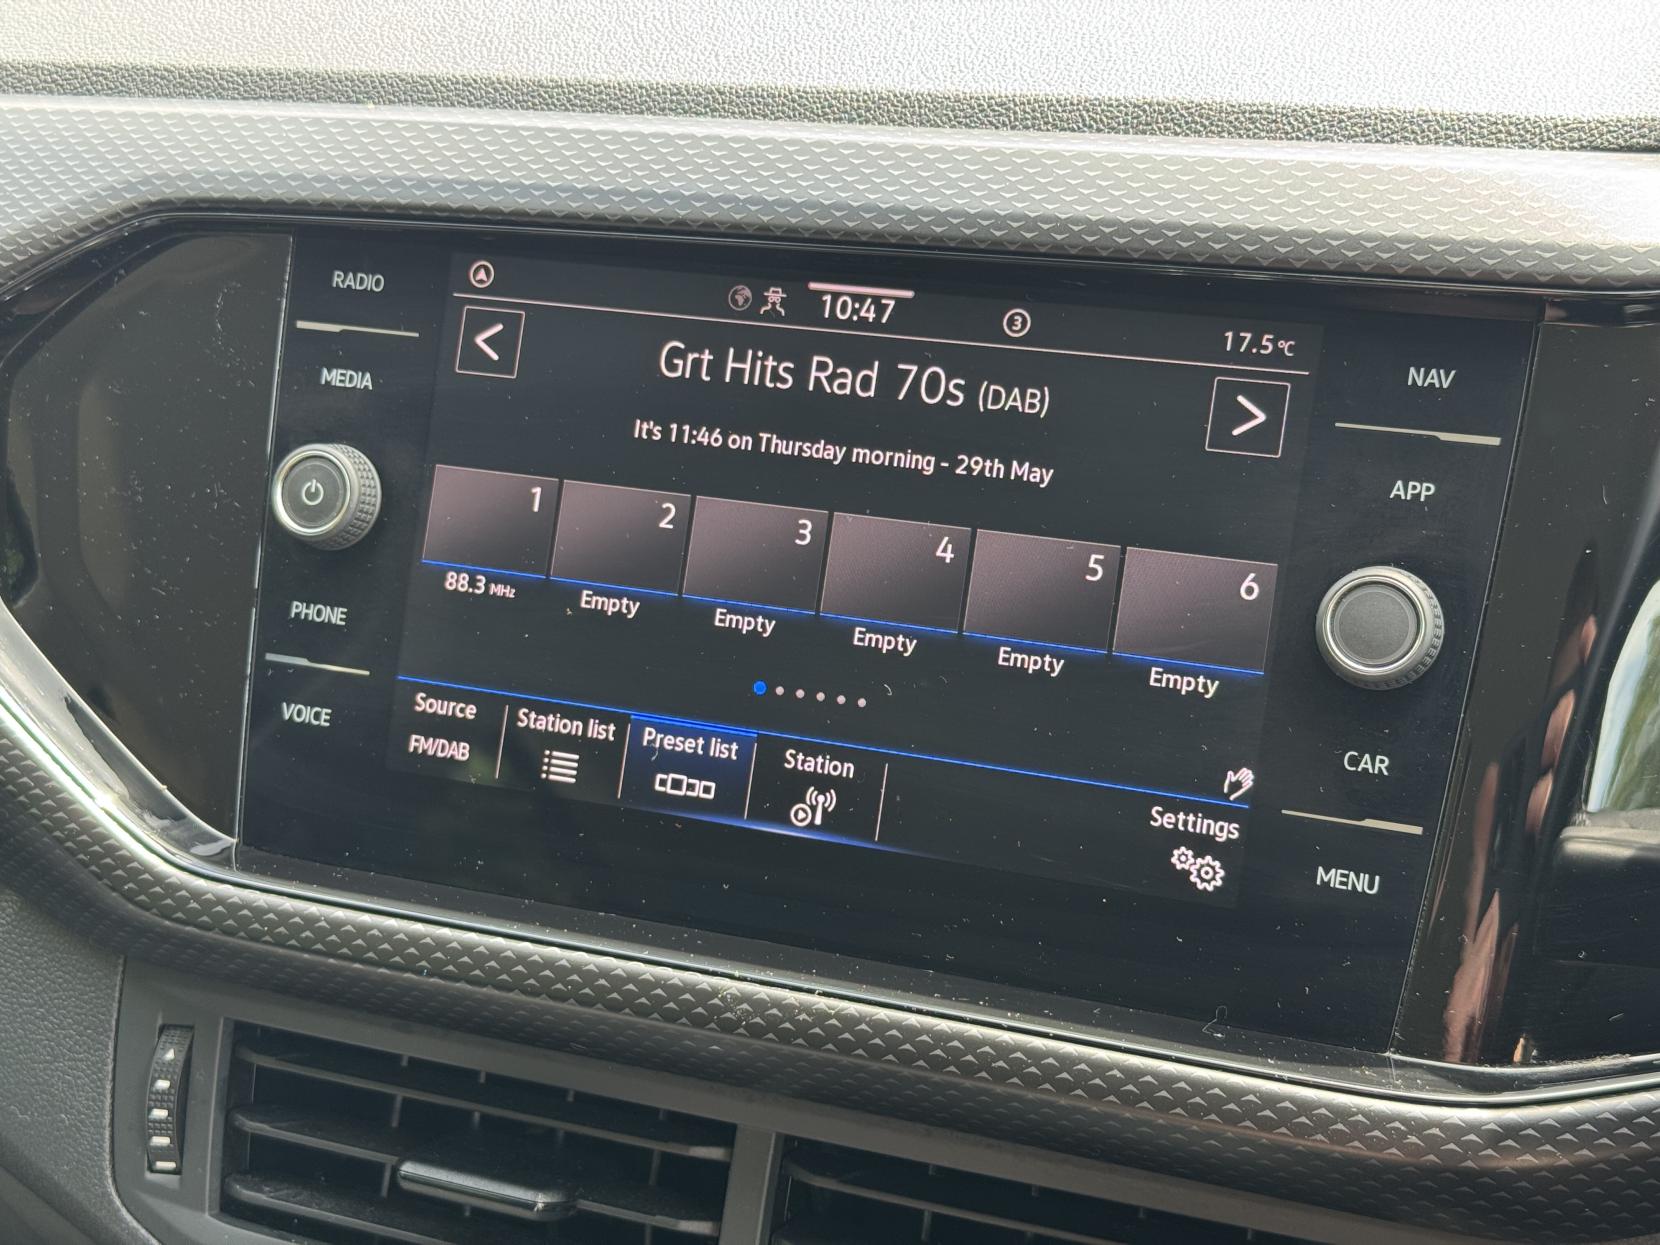 RADIO
MEDIA
PHONE
VOICE
10:47
3
17.5°C
Grt Hits Rad 70s (DAB)
It's 11:46 on Thursday morning - 29th May
1 2 3 4 5 6
88.3 MHz Empty Empty Empty Empty Empty
Source Station list Preset list Station Settings
FM/DAB
NAV
APP
CAR
MENU